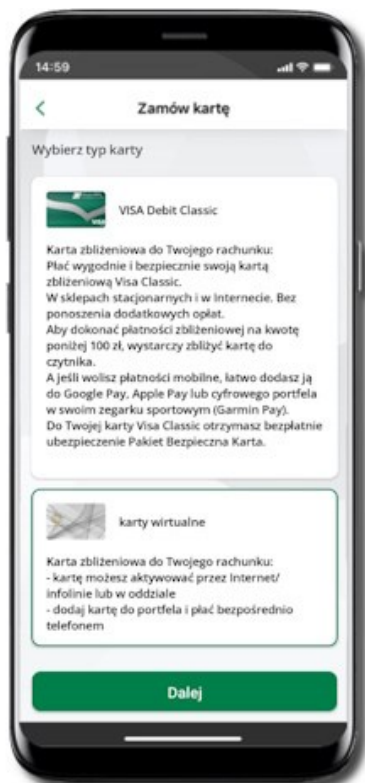 14:59
Zamów kartę
Wybierz typ karty
VISA Debit Classic
Karta zbliżeniowa do Twojego rachunku:
Płać wygodnie i bezpiecznie swoją kartą
zbliżeniową Visa Classic.
W sklepach stacjonarnych i w Internecie. Bez
ponoszenia dodatkowych opłat.
Aby dokonać płatności zbliżeniowej na kwotę
poniżej 100 zł, wystarczy zbliżyć kartę do
czytnika.
A jeśli wolisz płatności mobilne, łatwo dodasz ją
do Google Pay, Apple Pay lub cyfrowego portfela
w swoim zegarku sportowym (Garmin Pay).
Do Twojej karty Visa Classic otrzymasz bezpłatnie
ubezpieczenie Pakiet Bezpieczna Karta.
karty wirtualne
Karta zbliżeniowa do Twojego rachunku:
- kartę możesz aktywować przez Internet/
infolinie lub w oddziale
- dodaj kartę do portfela i płać bezpośrednio
telefonem
Dalej